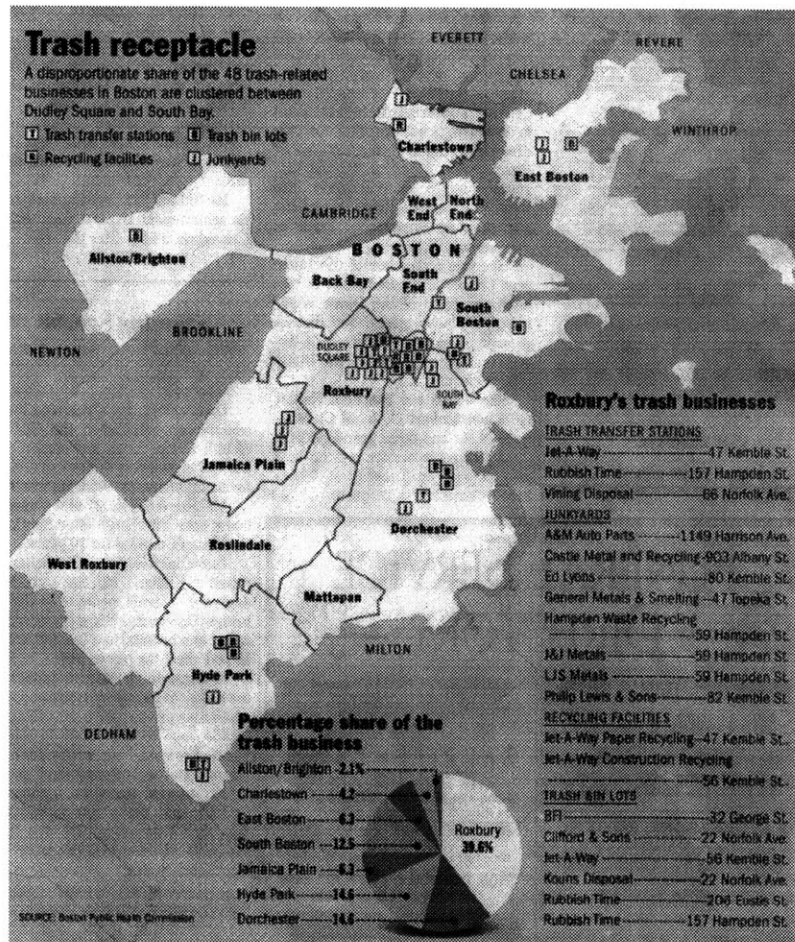 Trash receptacle
A disproportionate share of the 48 trash-related
businesses in Boston are clustered between
Dudley Square and South Bay.
T Trash transfer stations B Trash bin lots
R Recycling facilities J Junkyards
EVERETT
REVERE
CHELSEA
WINTHROP
Charlestown
East Boston
CAMBRIDGE
West
End
North
End
BOSTON
Allston/Brighton
Back Bay
South
End
South
Boston
BROOKLINE
NEWTON
DUDLEY
SQUARE
Roxbury
SOUTH
BAY
Jamaica Plain
Dorchester
West Roxbury
Roslindale
Mattapan
MILTON
Hyde Park
DEDHAM
Roxbury's trash businesses
TRASH TRANSFER STATIONS
Jet-A-Way 47 Kemble St.
Rubbish Time 157 Hampden St.
Vining Disposal 66 Norfolk Ave.
JUNKYARDS
A&M Auto Parts 1149 Harrison Ave.
Castle Metal and Recycling 903 Albany St.
Ed Lyons 80 Kemble St.
General Metals & Smelting 47 Topeka St.
Hampden Waste Recycling
59 Hampden St.
J&J Metals 59 Hampden St.
LJS Metals 59 Hampden St.
Philip Lewis & Sons 82 Kemble St.
RECYCLING FACILITIES
Jet-A-Way Paper Recycling 47 Kemble St.
Jet-A-Way Construction Recycling
56 Kemble St.
TRASH BIN LOTS
BFI 32 George St.
Clifford & Sons 22 Norfolk Ave.
Jet-A-Way 56 Kemble St.
Kouns Disposal 22 Norfolk Ave.
Rubbish Time 206 Eustis St.
Rubbish Time 157 Hampden St.
Percentage share of the
trash business
Allston/Brighton 2.1%
Charlestown 4.2
East Boston 6.3
South Boston 12.5
Jamaica Plain 6.3
Hyde Park 14.6
Dorchester 14.6
Roxbury
39.6%
SOURCE: Boston Public Health Commission